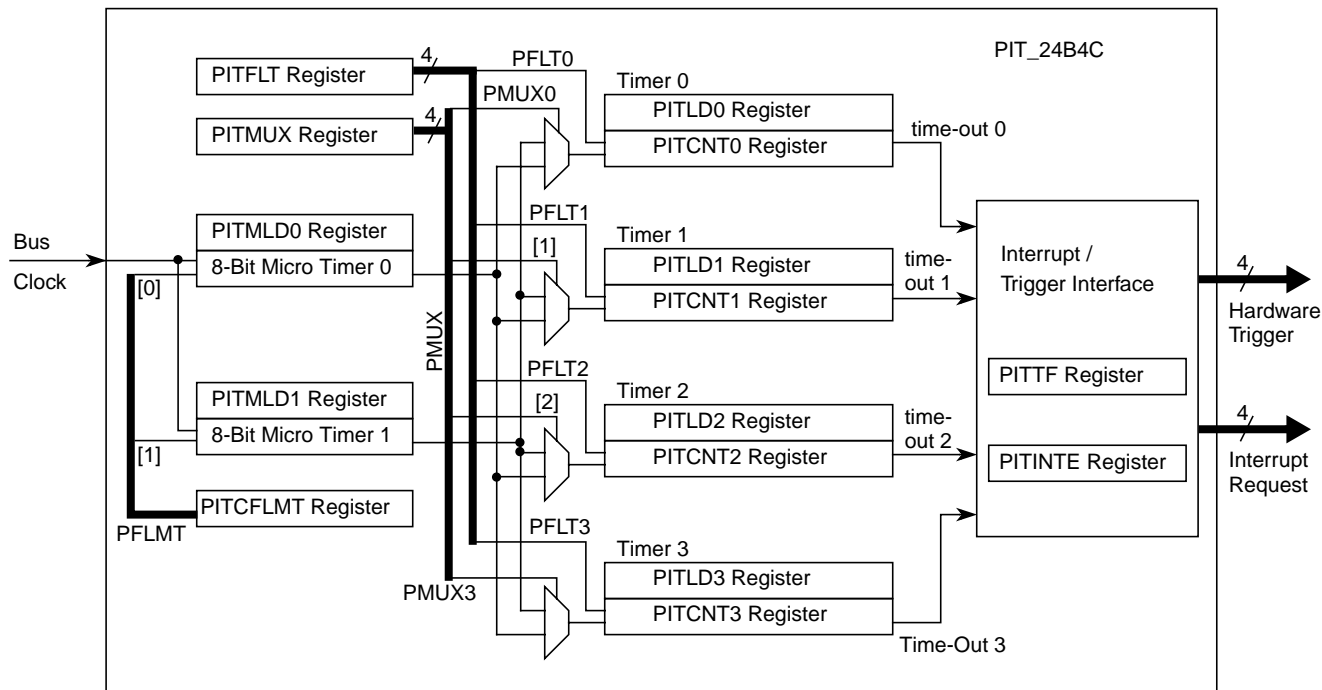 PIT_24B4C
4
PFLT0
PITFLT Register
Timer 0
PMUX0
PITLD0 Register
4
PITMUX Register
time-out 0
PITCNT0 Register
PFLT1
PITMLD0 Register
Timer 1
Bus
[1]
Interrupt /
8-Bit Micro Timer 0
PITLD1 Register
time-
out 1
4
Clock
[0]
Trigger Interface
PITCNT1 Register
Hardware
Trigger
PMUX
PFLT2
PITTF Register
PITMLD1 Register
Timer 2
[2]
PITLD2 Register
time-
out 2
4
8-Bit Micro Timer 1
[1]
PITCNT2 Register
PITINTE Register
Interrupt
Request
PITCFLMT Register
PFLMT
PFLT3
Timer 3
PITLD3 Register
PMUX3
PITCNT3 Register
Time-Out 3